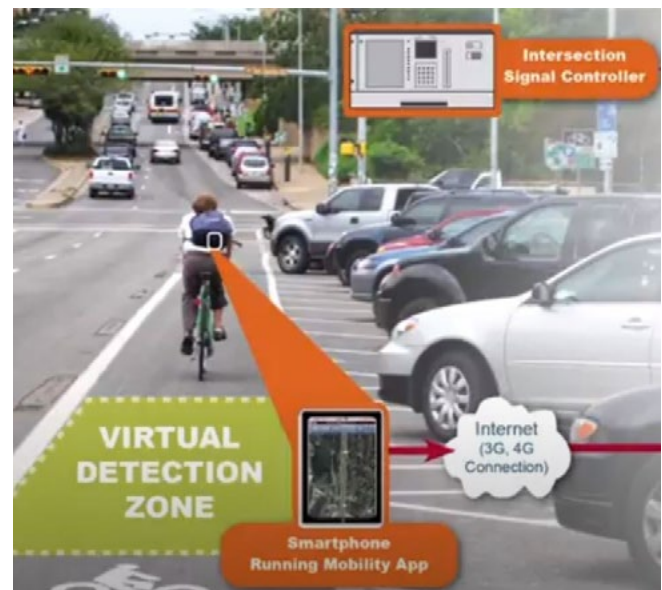 Intersection
Signal Controller
VIRTUAL
DETECTION
ZONE
Internet
(3G, 4G
Connection)
Smartphone
Running Mobility App